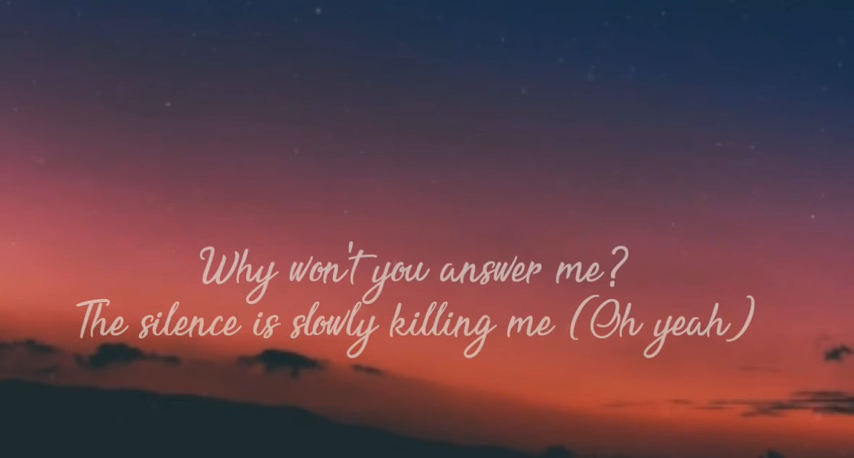 Why won't you answer me?
The silence is slowly killing me (Oh yeah)